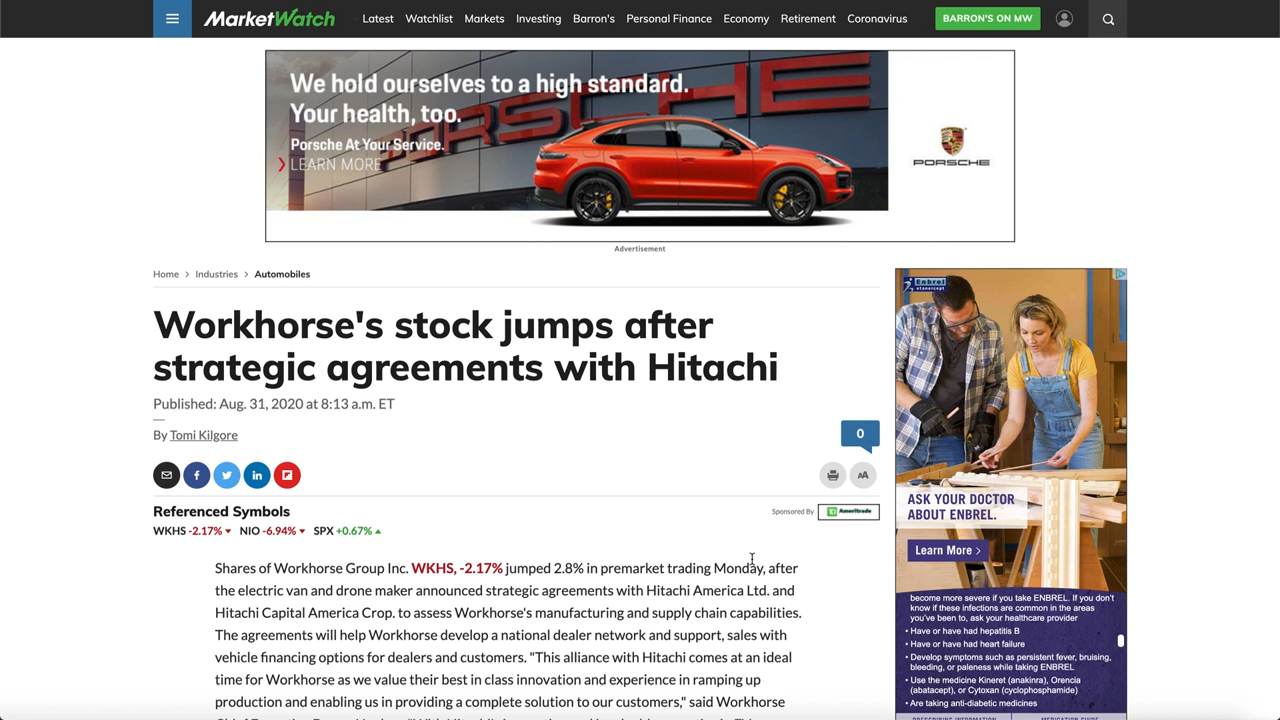 MarketWatch
Latest Watchlist Markets Investing Barron's Personal Finance Economy Retirement Coronavirus
BARRON'S ON MW
We hold ourselves to a high standard.
Your health, too.
Porsche At Your Service.
LEARN MORE
PORSCHE
PORSCHE
Advertisement
Home > Industries > Automobiles
Workhorse's stock jumps after
strategic agreements with Hitachi
Published: Aug. 31, 2020 at 8:13 a.m. ET
By Tomi Kilgore
0
AA
Referenced Symbols
Sponsored By Ameritrade
WKHS -2.17% NIO -6.94% SPX +0.67%
Shares of Workhorse Group Inc. WKHS, -2.17% jumped 2.8% in premarket trading Monday, after
the electric van and drone maker announced strategic agreements with Hitachi America Ltd. and
Hitachi Capital America Crop. to assess Workhorse's manufacturing and supply chain capabilities.
The agreements will help Workhorse develop a national dealer network and support, sales with
vehicle financing options for dealers and customers. "This alliance with Hitachi comes at an ideal
time for Workhorse as we value their best in class innovation and experience in ramping up
production and enabling us in providing a complete solution to our customers," said Workhorse
Enbrel
etanercept
ASK YOUR DOCTOR
ABOUT ENBREL.
Learn More >
become more severe if you take ENBREL. If you don't
know if these infections are common in the areas
you've been to, ask your healthcare provider
• Have or have had hepatitis B
• Have or have had heart failure
• Develop symptoms such as persistent fever, bruising,
bleeding, or paleness while taking ENBREL
• Use the medicine Kineret (anakinra), Orencia
(abatacept), or Cytoxan (cyclophosphamide)
• Are taking anti-diabetic medicines